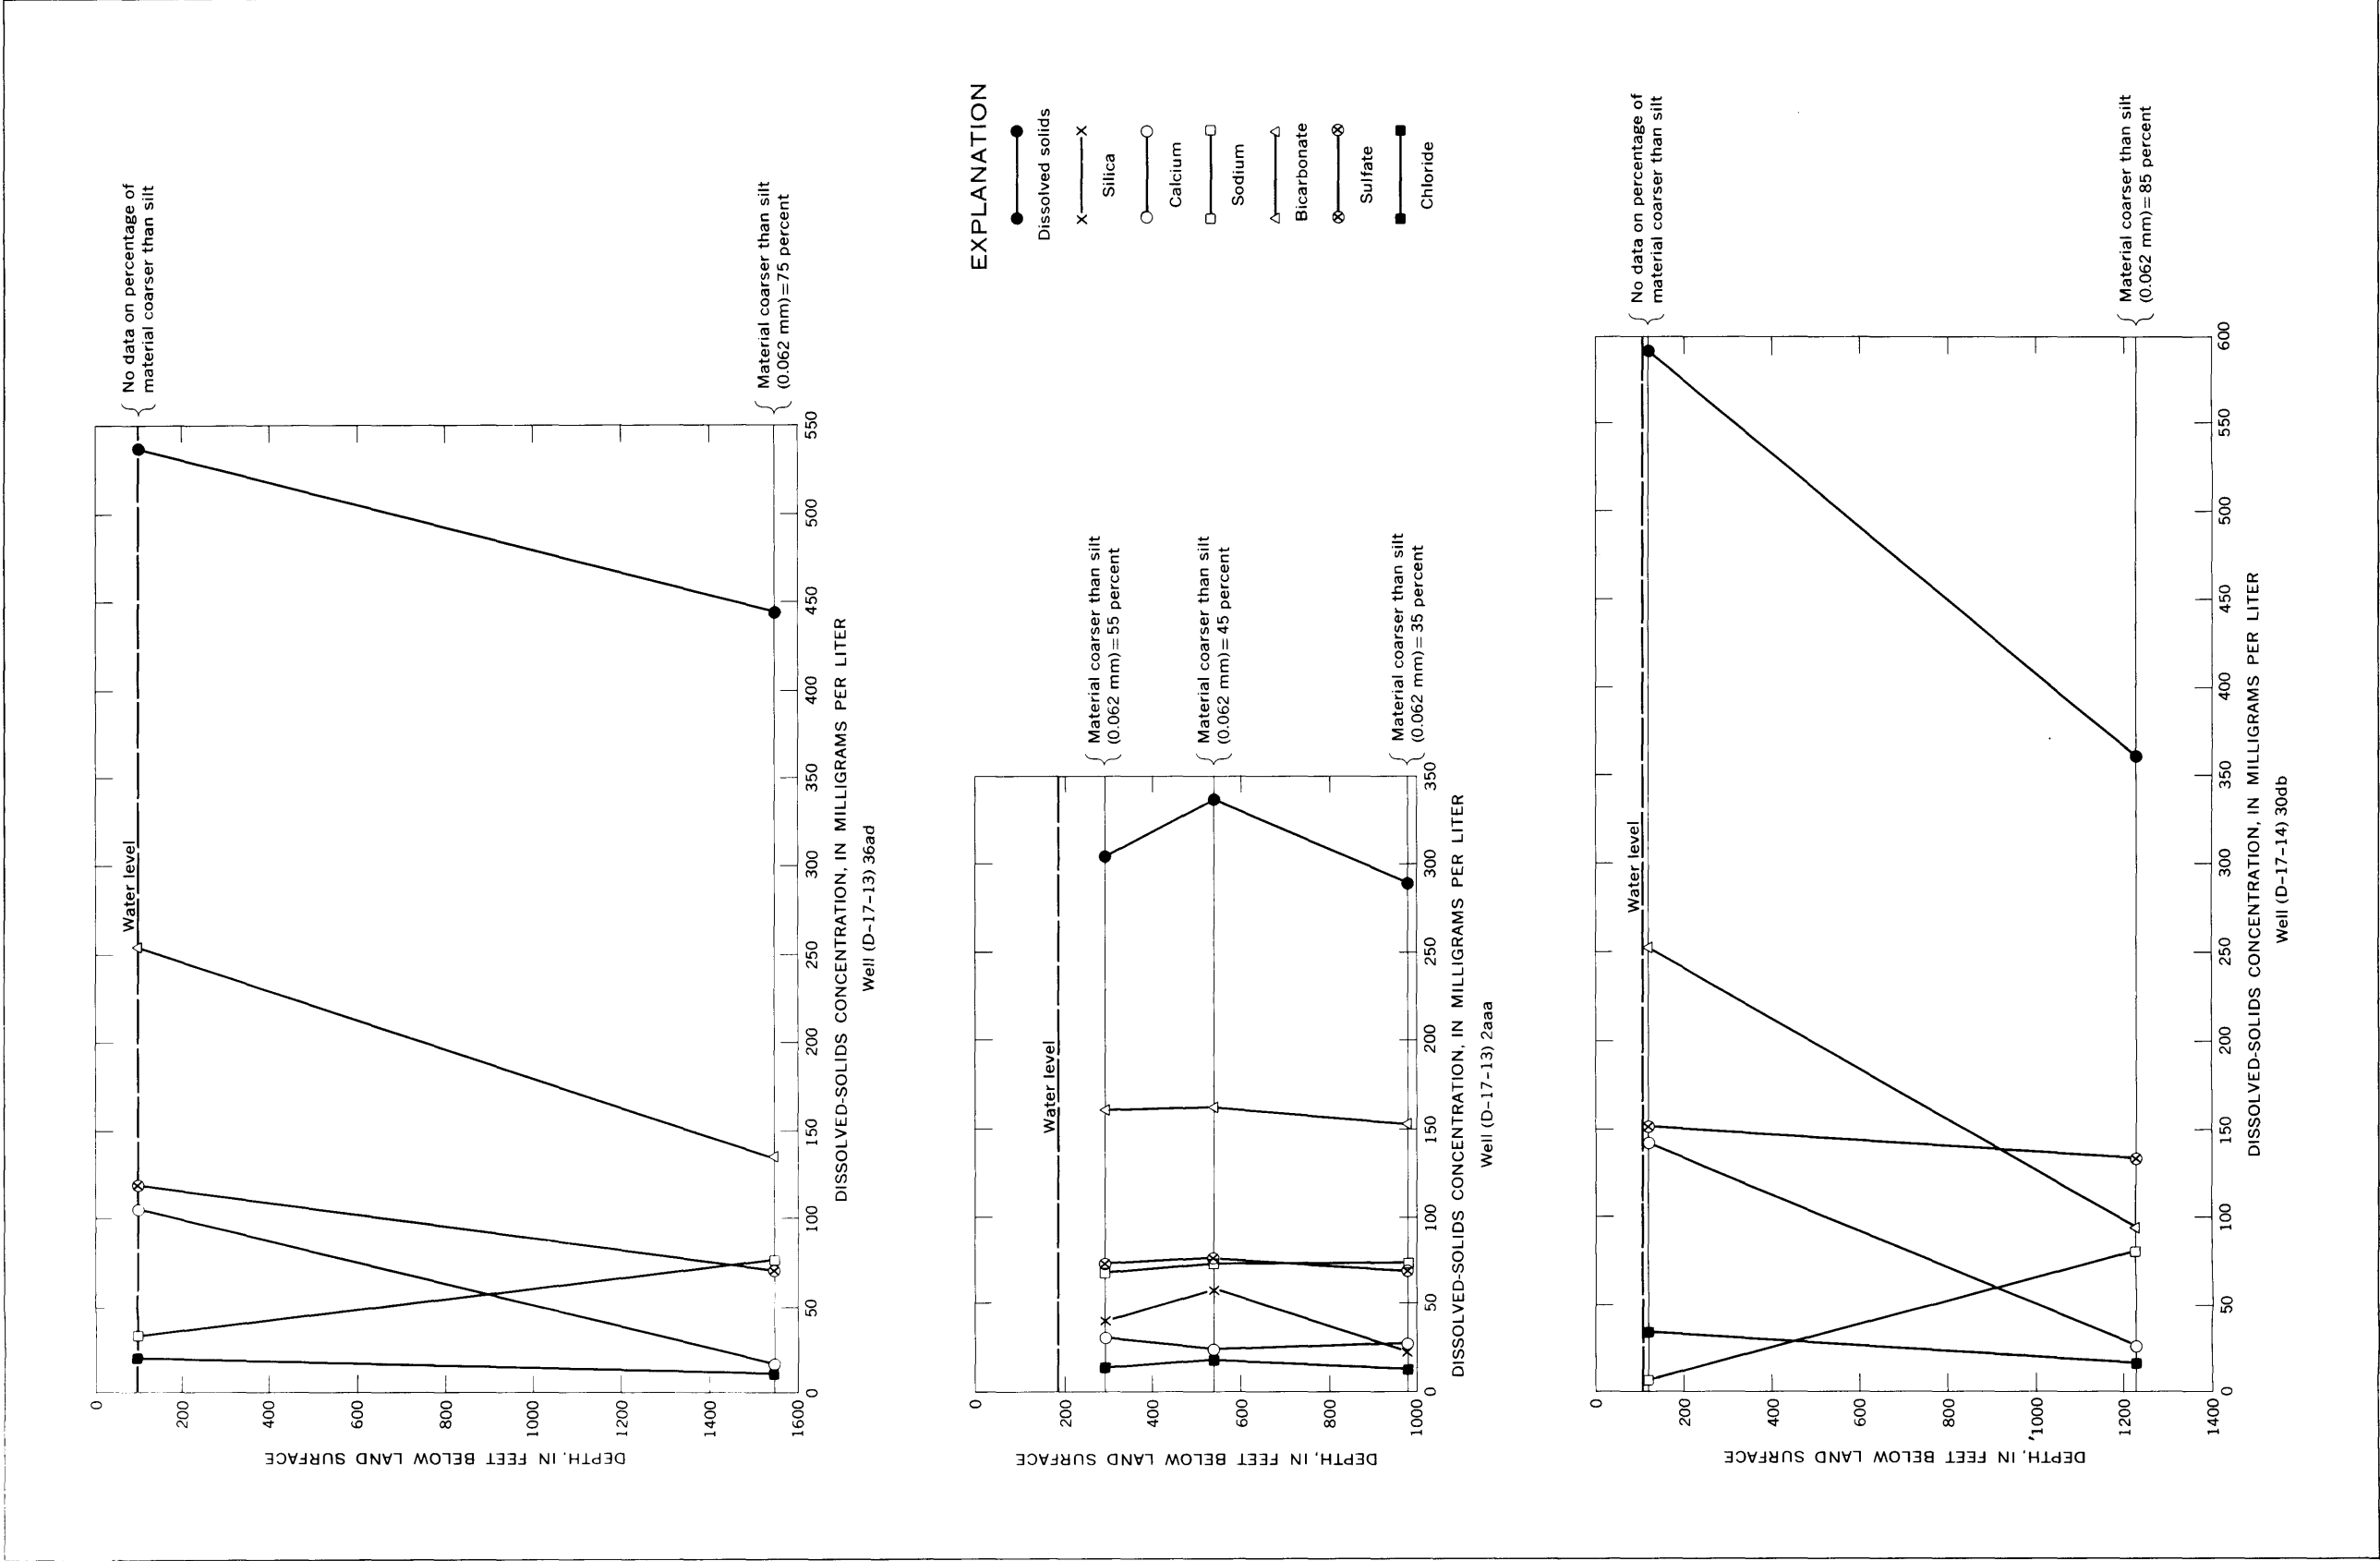 No data on percentage of
material coarser than silt
Material coarser than silt
(0.062 mm)=75 percent
Water level
0
200
400
600
800
1000
1200
1400
1600
DEPTH, IN FEET BELOW LAND SURFACE
0
50
100
150
200
250
300
350
400
450
500
550
DISSOLVED-SOLIDS CONCENTRATION, IN MILLIGRAMS PER LITER
Well (D-17-13) 36ad
EXPLANATION
Dissolved solids
Silica
Calcium
Sodium
Bicarbonate
Sulfate
Chloride
Material coarser than silt
(0.062 mm)=55 percent
Material coarser than silt
(0.062 mm)=45 percent
Material coarser than silt
(0.062 mm)=35 percent
Water level
0
200
400
600
800
1000
DEPTH, IN FEET BELOW LAND SURFACE
0
50
100
150
200
250
300
350
DISSOLVED-SOLIDS CONCENTRATION, IN MILLIGRAMS PER LITER
Well (D-17-13) 2aaa
No data on percentage of
material coarser than silt
Material coarser than silt
(0.062 mm)=85 percent
Water level
0
200
400
600
800
1000
1200
1400
DEPTH, IN FEET BELOW LAND SURFACE
0
50
100
150
200
250
300
350
400
450
500
550
600
DISSOLVED-SOLIDS CONCENTRATION, IN MILLIGRAMS PER LITER
Well (D-17-14) 30db